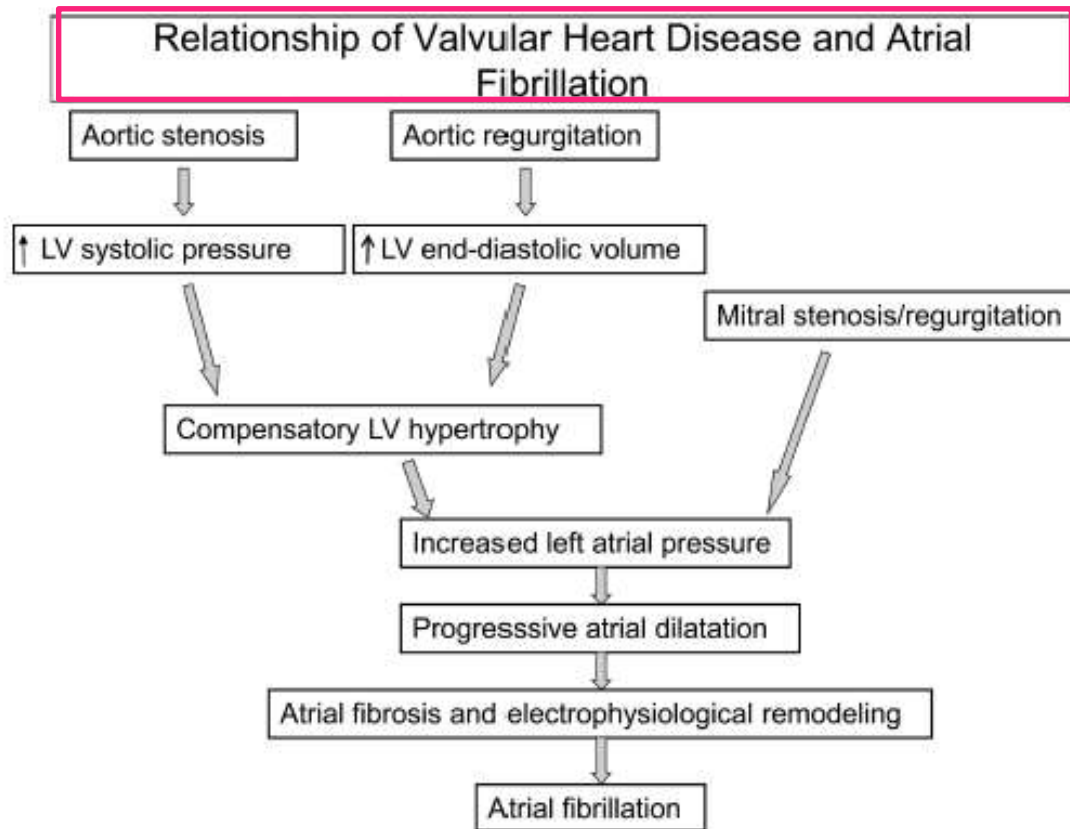 Relationship of Valvular Heart Disease and Atrial
Fibrillation
Aortic stenosis
Aortic regurgitation
↑ LV systolic pressure
↑ LV end-diastolic volume
Mitral stenosis/regurgitation
Compensatory LV hypertrophy
Increased left atrial pressure
Progresssive atrial dilatation
Atrial fibrosis and electrophysiological remodeling
Atrial fibrillation